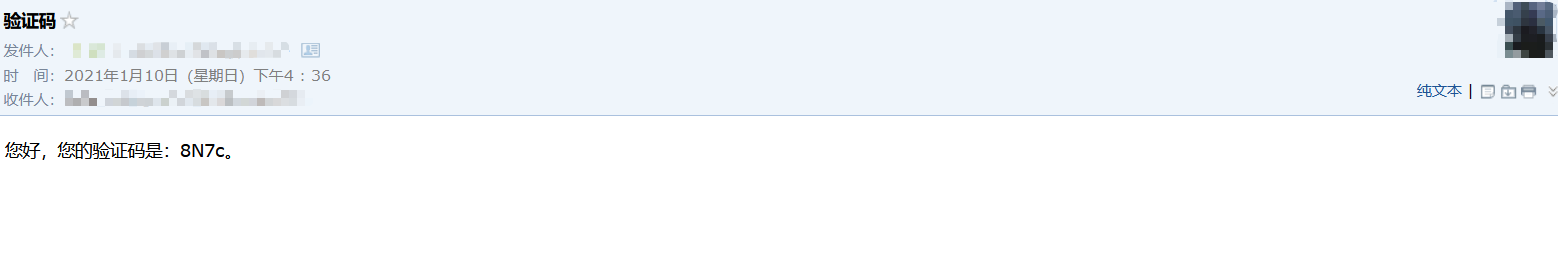 验证码
发件人：
时　间：2021年1月10日（星期日）下午4：36
纯文本 |
收件人：
您好，您的验证码是：8N7c。